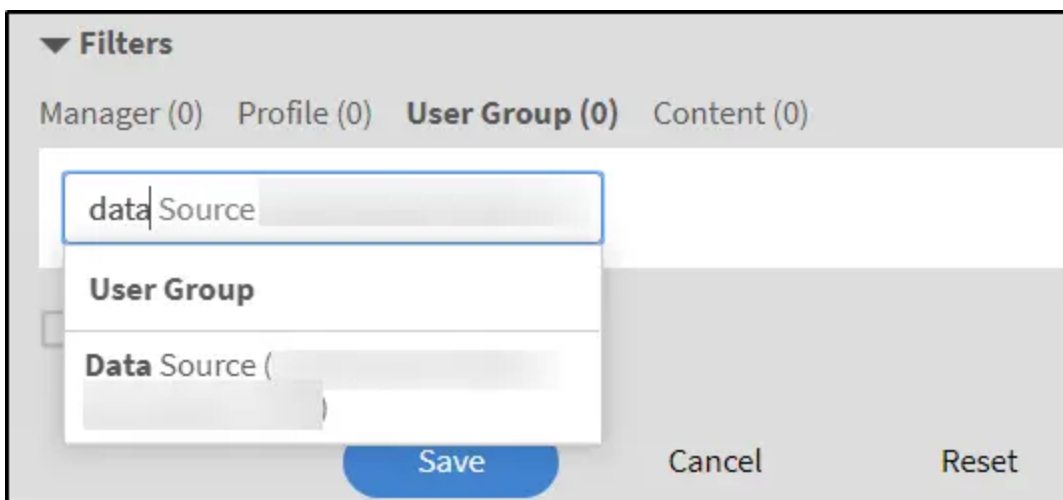 Filters
Manager (0) Profile (0) User Group (0) Content (0)
data Source
User Group
Data Source (
)
Save Cancel Reset